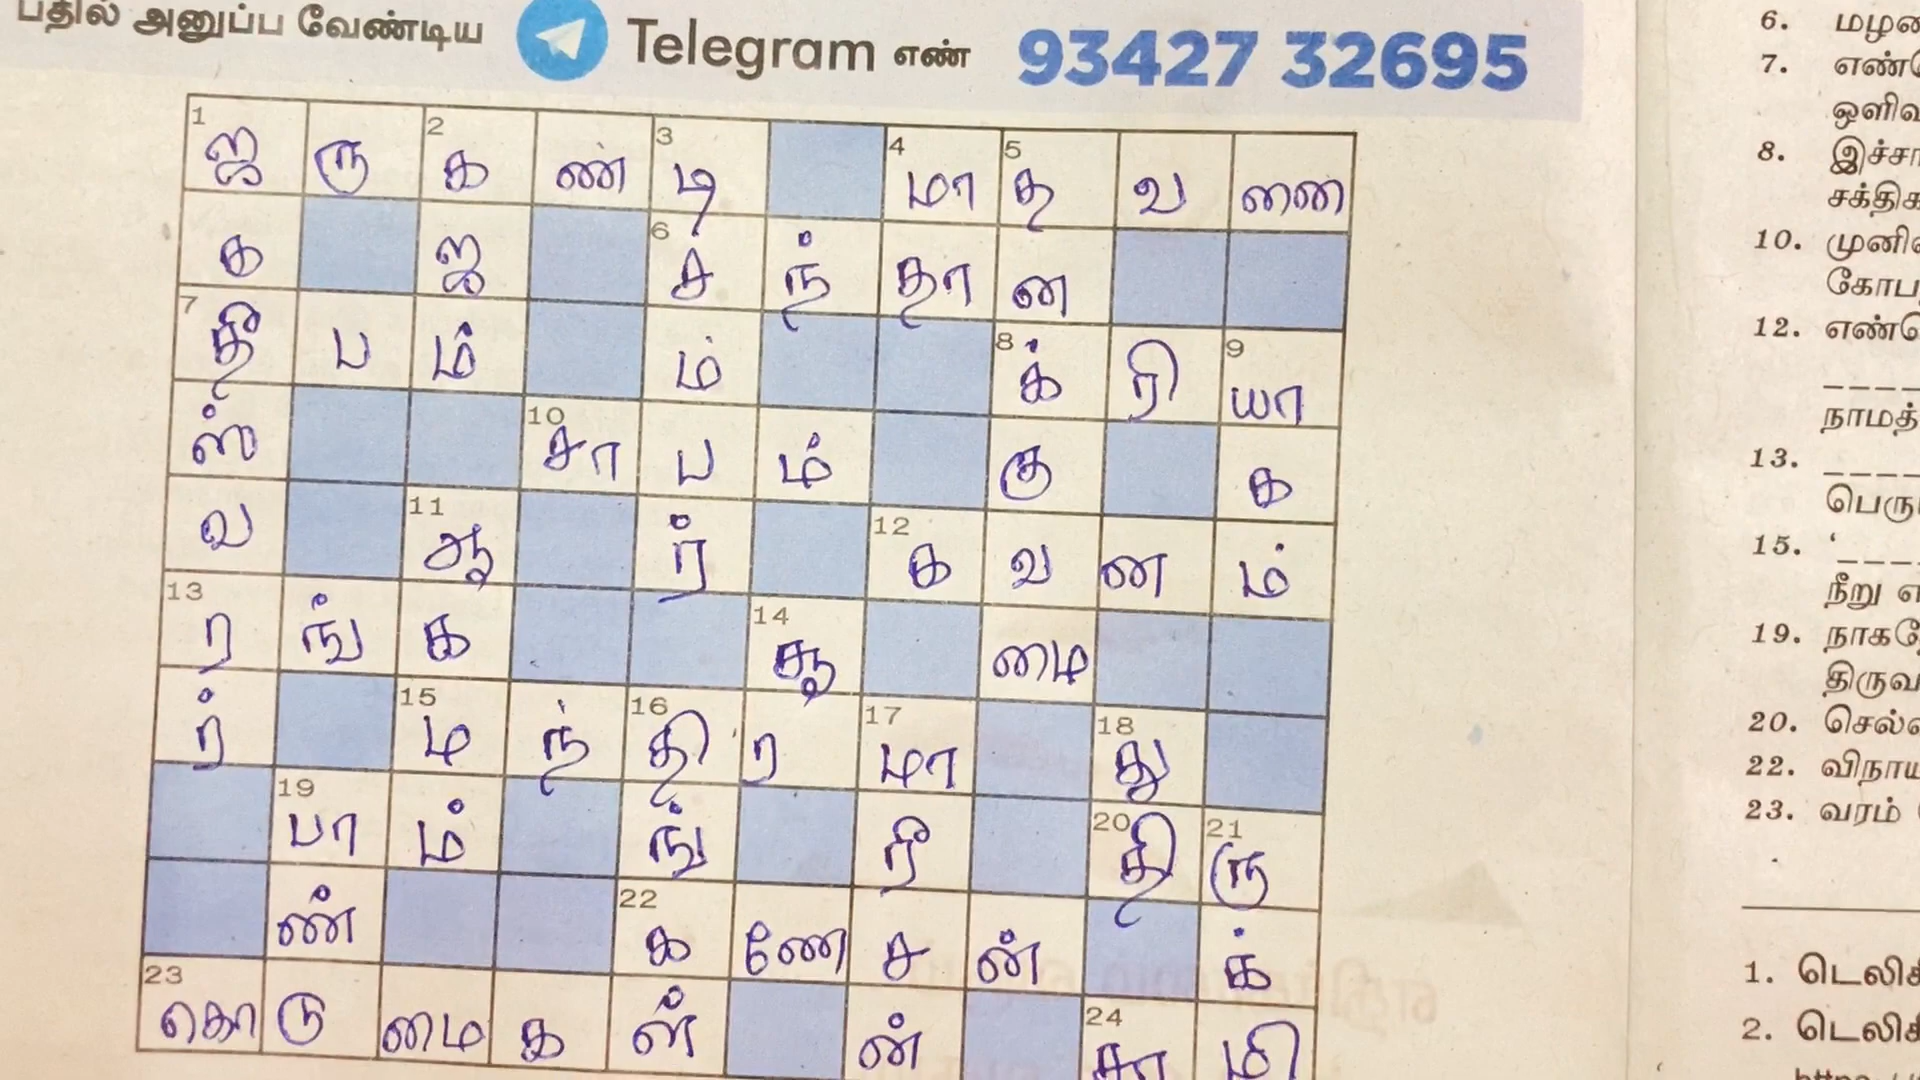 பதில் அனுப்ப வேண்டிய Telegram எண் 93427 32695
1 ஜ ரு 2 க ண் 3 டி 4 மா 5 த வ னை
க ஜ 6 ச ந் தா ன
7 தீ ப ம் ம் 8 க் ரி 9 யா
ஸ் 10 சா ப ம் கு க
வ 11 ஆ ர் 12 க வ ன ம்
13 ர ங் க 14 சூ மை
ர் 15 ம ந் 16 தி ர 17 மா 18 து
19 பா ம் ங் ரீ 20 தி 21 ரு
ண் 22 க ணே ச ன் க்
23 கொ டு மை க ள் ன் 24 சா மி
6.
7.
8.
சக்திக
10.
12.
13.
15.
நீறு
19.
20.
22.
23. வரம்
1.
2.